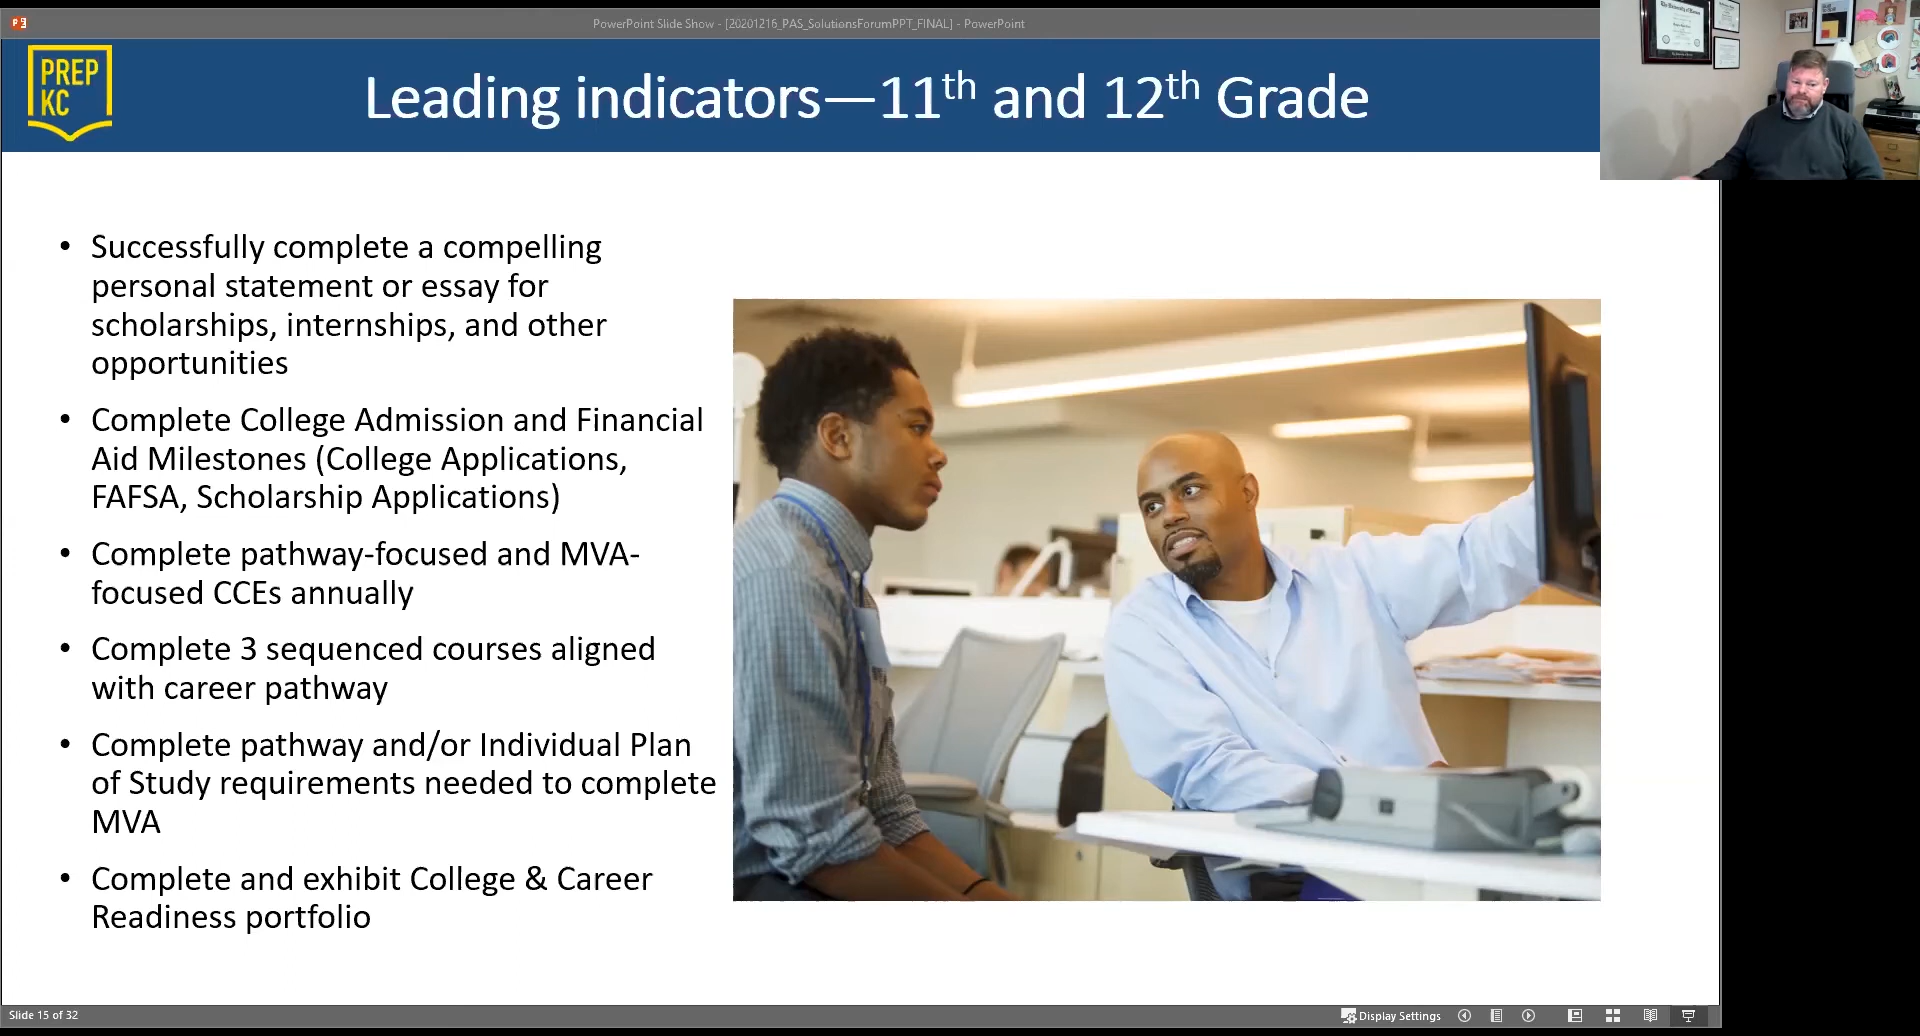 PowerPoint Slide Show - [20201216_PAS_SolutionsForumPPT_FINAL] - PowerPoint
PREP
KC
Leading indicators—11th and 12th Grade
• Successfully complete a compelling
personal statement or essay for
scholarships, internships, and other
opportunities
• Complete College Admission and Financial
Aid Milestones (College Applications,
FAFSA, Scholarship Applications)
• Complete pathway-focused and MVA-
focused CCEs annually
• Complete 3 sequenced courses aligned
with career pathway
• Complete pathway and/or Individual Plan
of Study requirements needed to complete
MVA
• Complete and exhibit College & Career
Readiness portfolio
Slide 15 of 32
Display Settings